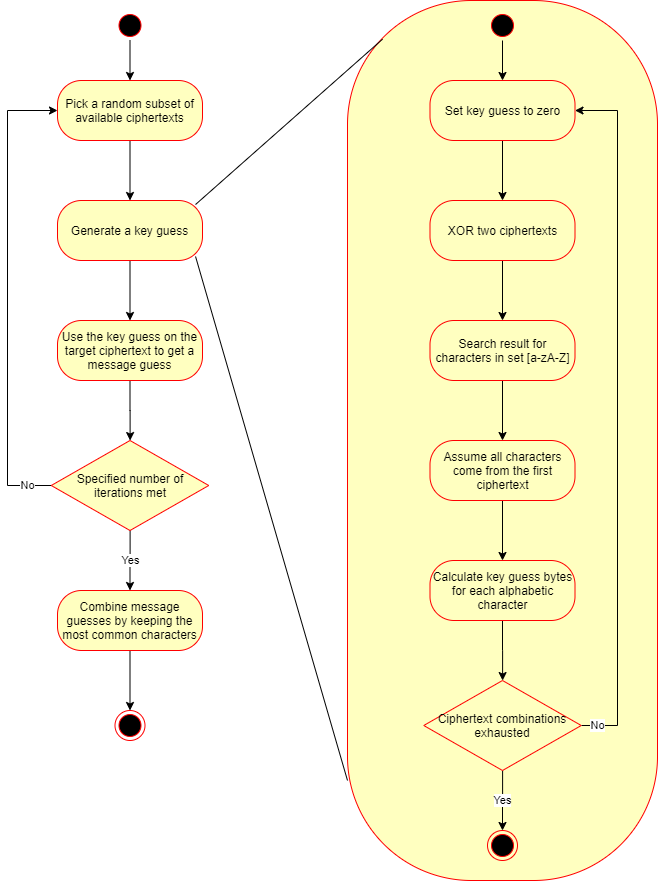 Pick a random subset of
available ciphertexts
Generate a key guess
Use the key guess on the
target ciphertext to get a
message guess
Specified number of
iterations met
No
Yes
Combine message
guesses by keeping the
most common characters
Set key guess to zero
XOR two ciphertexts
Search result for
characters in set [a-zA-Z]
Assume all characters
come from the first
ciphertext
Calculate key guess bytes
for each alphabetic
character
Ciphertext combinations
exhausted
No
Yes